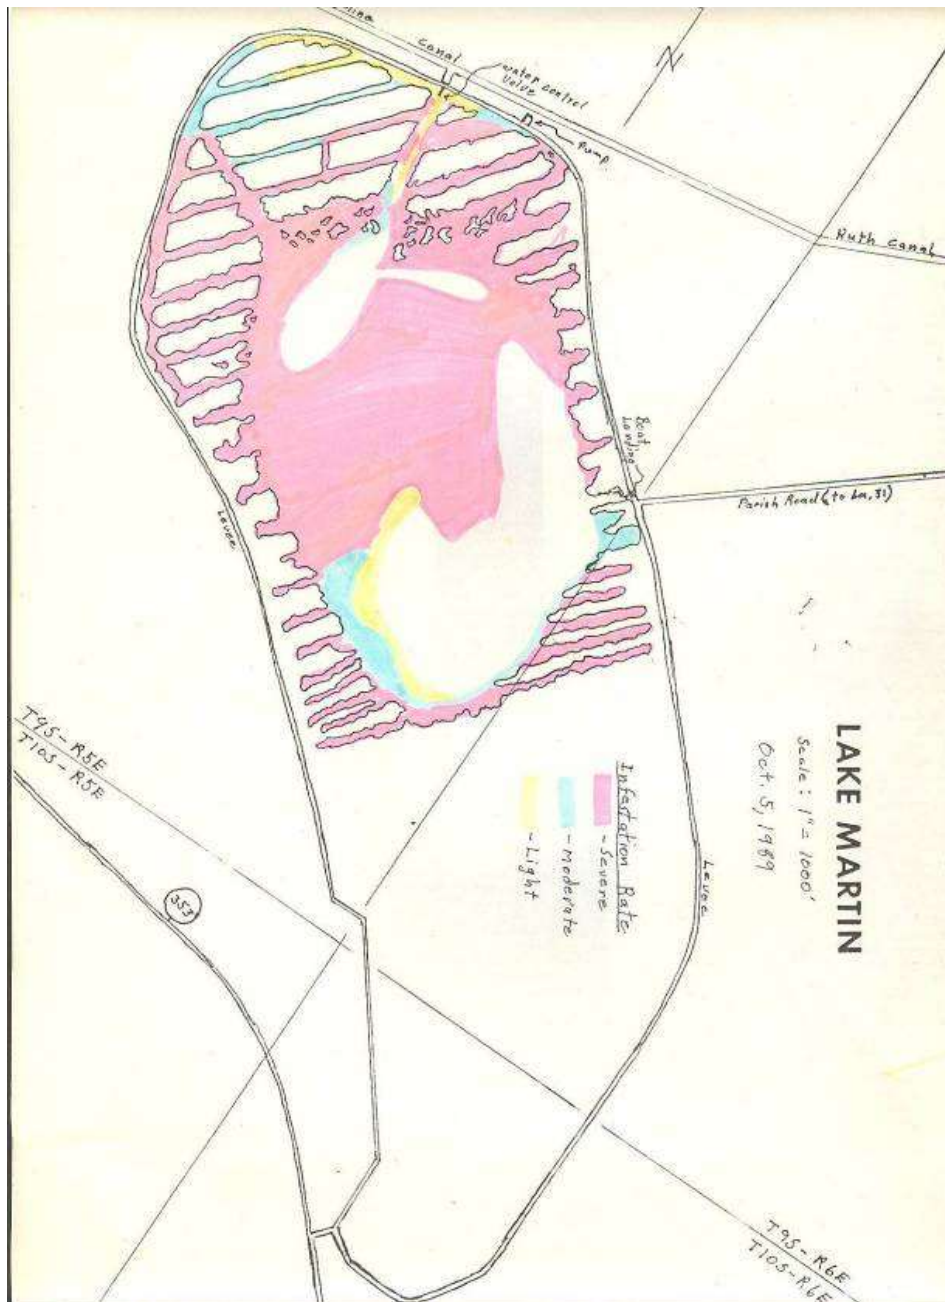 LAKE MARTIN
Scale: 1" = 1000'
Oct. 5, 1989
Infestation Rate
- Severe
- Moderate
- Light
Canal
water control
valve
Pump
N
Ruth Canal
Boat
Landing
Parish Road (to La. 31)
Levee
Levee
T9S - R5E
T10S - R5E
353
T9S - R6E
T10S - R6E